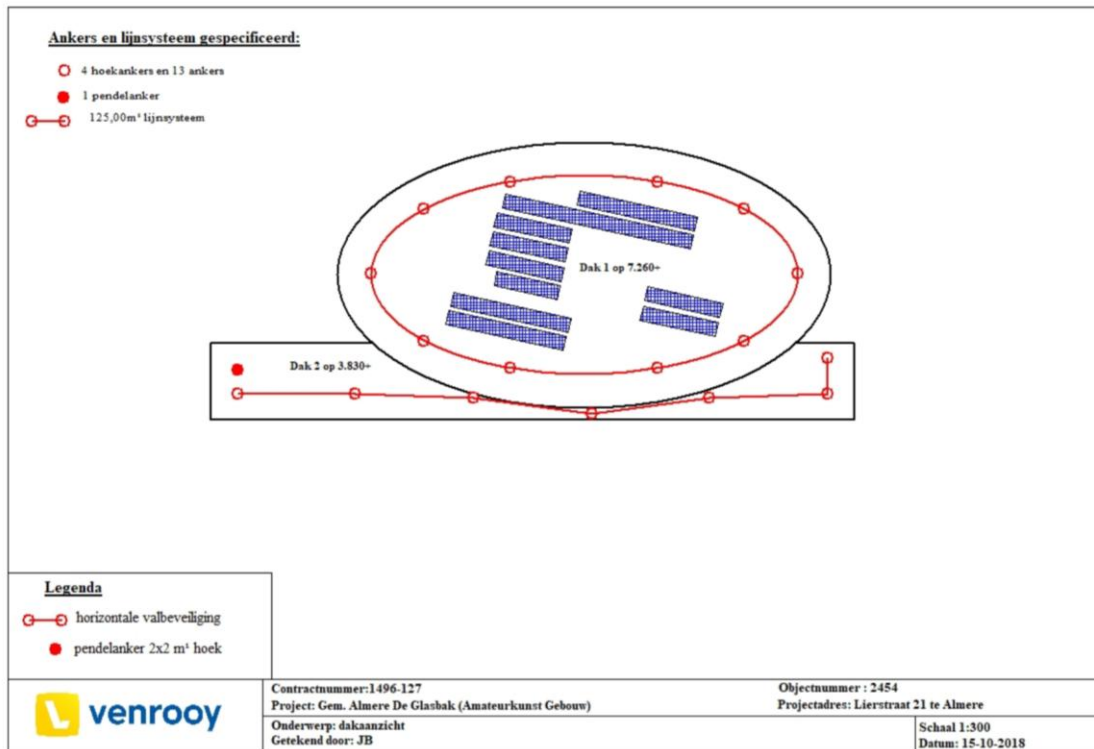 Ankers en lijnsysteem gespecificeerd:
4 hoekankers en 13 ankers
1 pendelanker
125,00m¹ lijnsysteem
Dak 1 op 7.260+
Dak 2 op 3.830+
Legenda
horizontale valbeveiliging
pendelanker 2x2 m¹ hoek
venrooy
Contractnummer:1496-127
Project: Gem. Almere De Glasbak (Amateurkunst Gebouw)
Objectnummer : 2454
Projectadres: Lierstraat 21 te Almere
Onderwerp: dakaanzicht
Getekend door: JB
Schaal 1:300
Datum: 15-10-2018